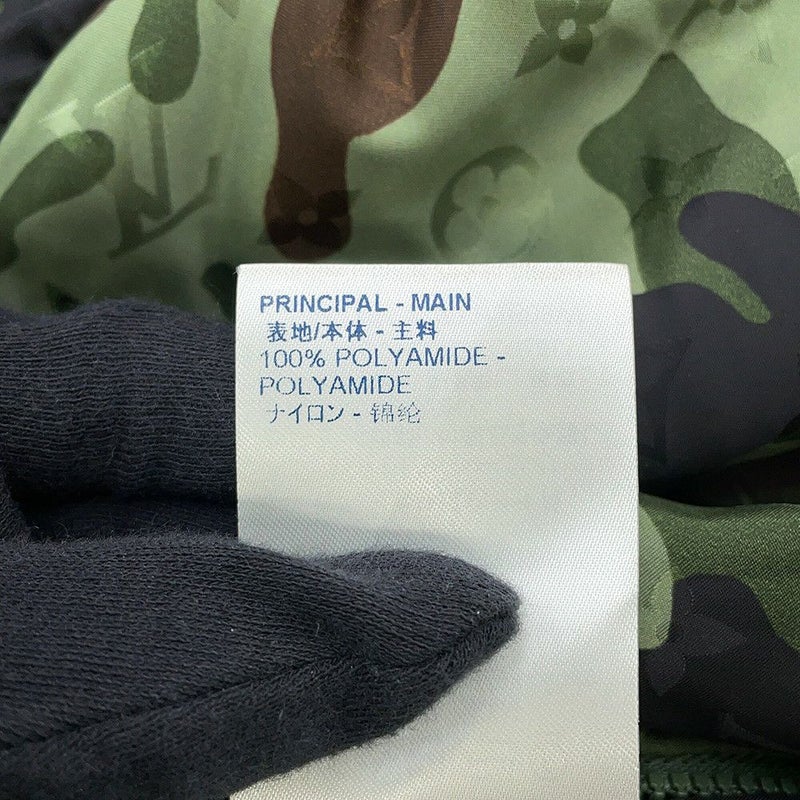 PRINCIPAL - MAIN
表地/本体 - 主料
100% POLYAMIDE -
POLYAMIDE
ナイロン - 锦纶